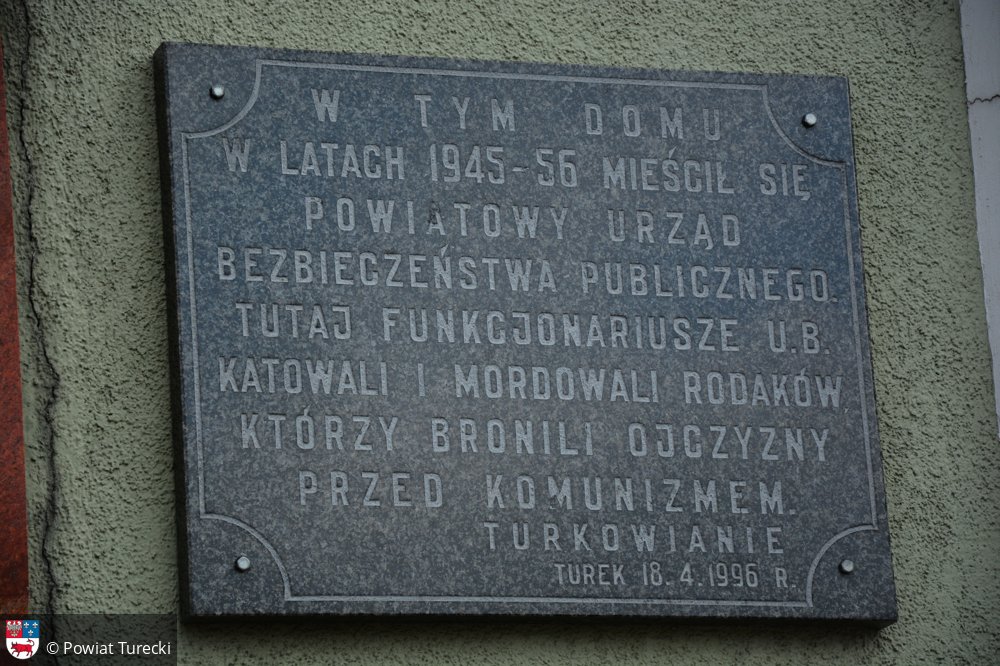 W TYM DOMU
W LATACH 1945-56 MIEŚCIŁ SIĘ
POWIATOWY URZĄD
BEZBIECZEŃSTWA PUBLICZNEGO.
TUTAJ FUNKCJONARIUSZE U.B.
KATOWALI I MORDOWALI RODAKÓW
KTÓRZY BRONILI OJCZYZNY
PRZED KOMUNIZMEM.
TURKOWIANIE
TUREK 18.4.1996 R.
© Powiat Turecki